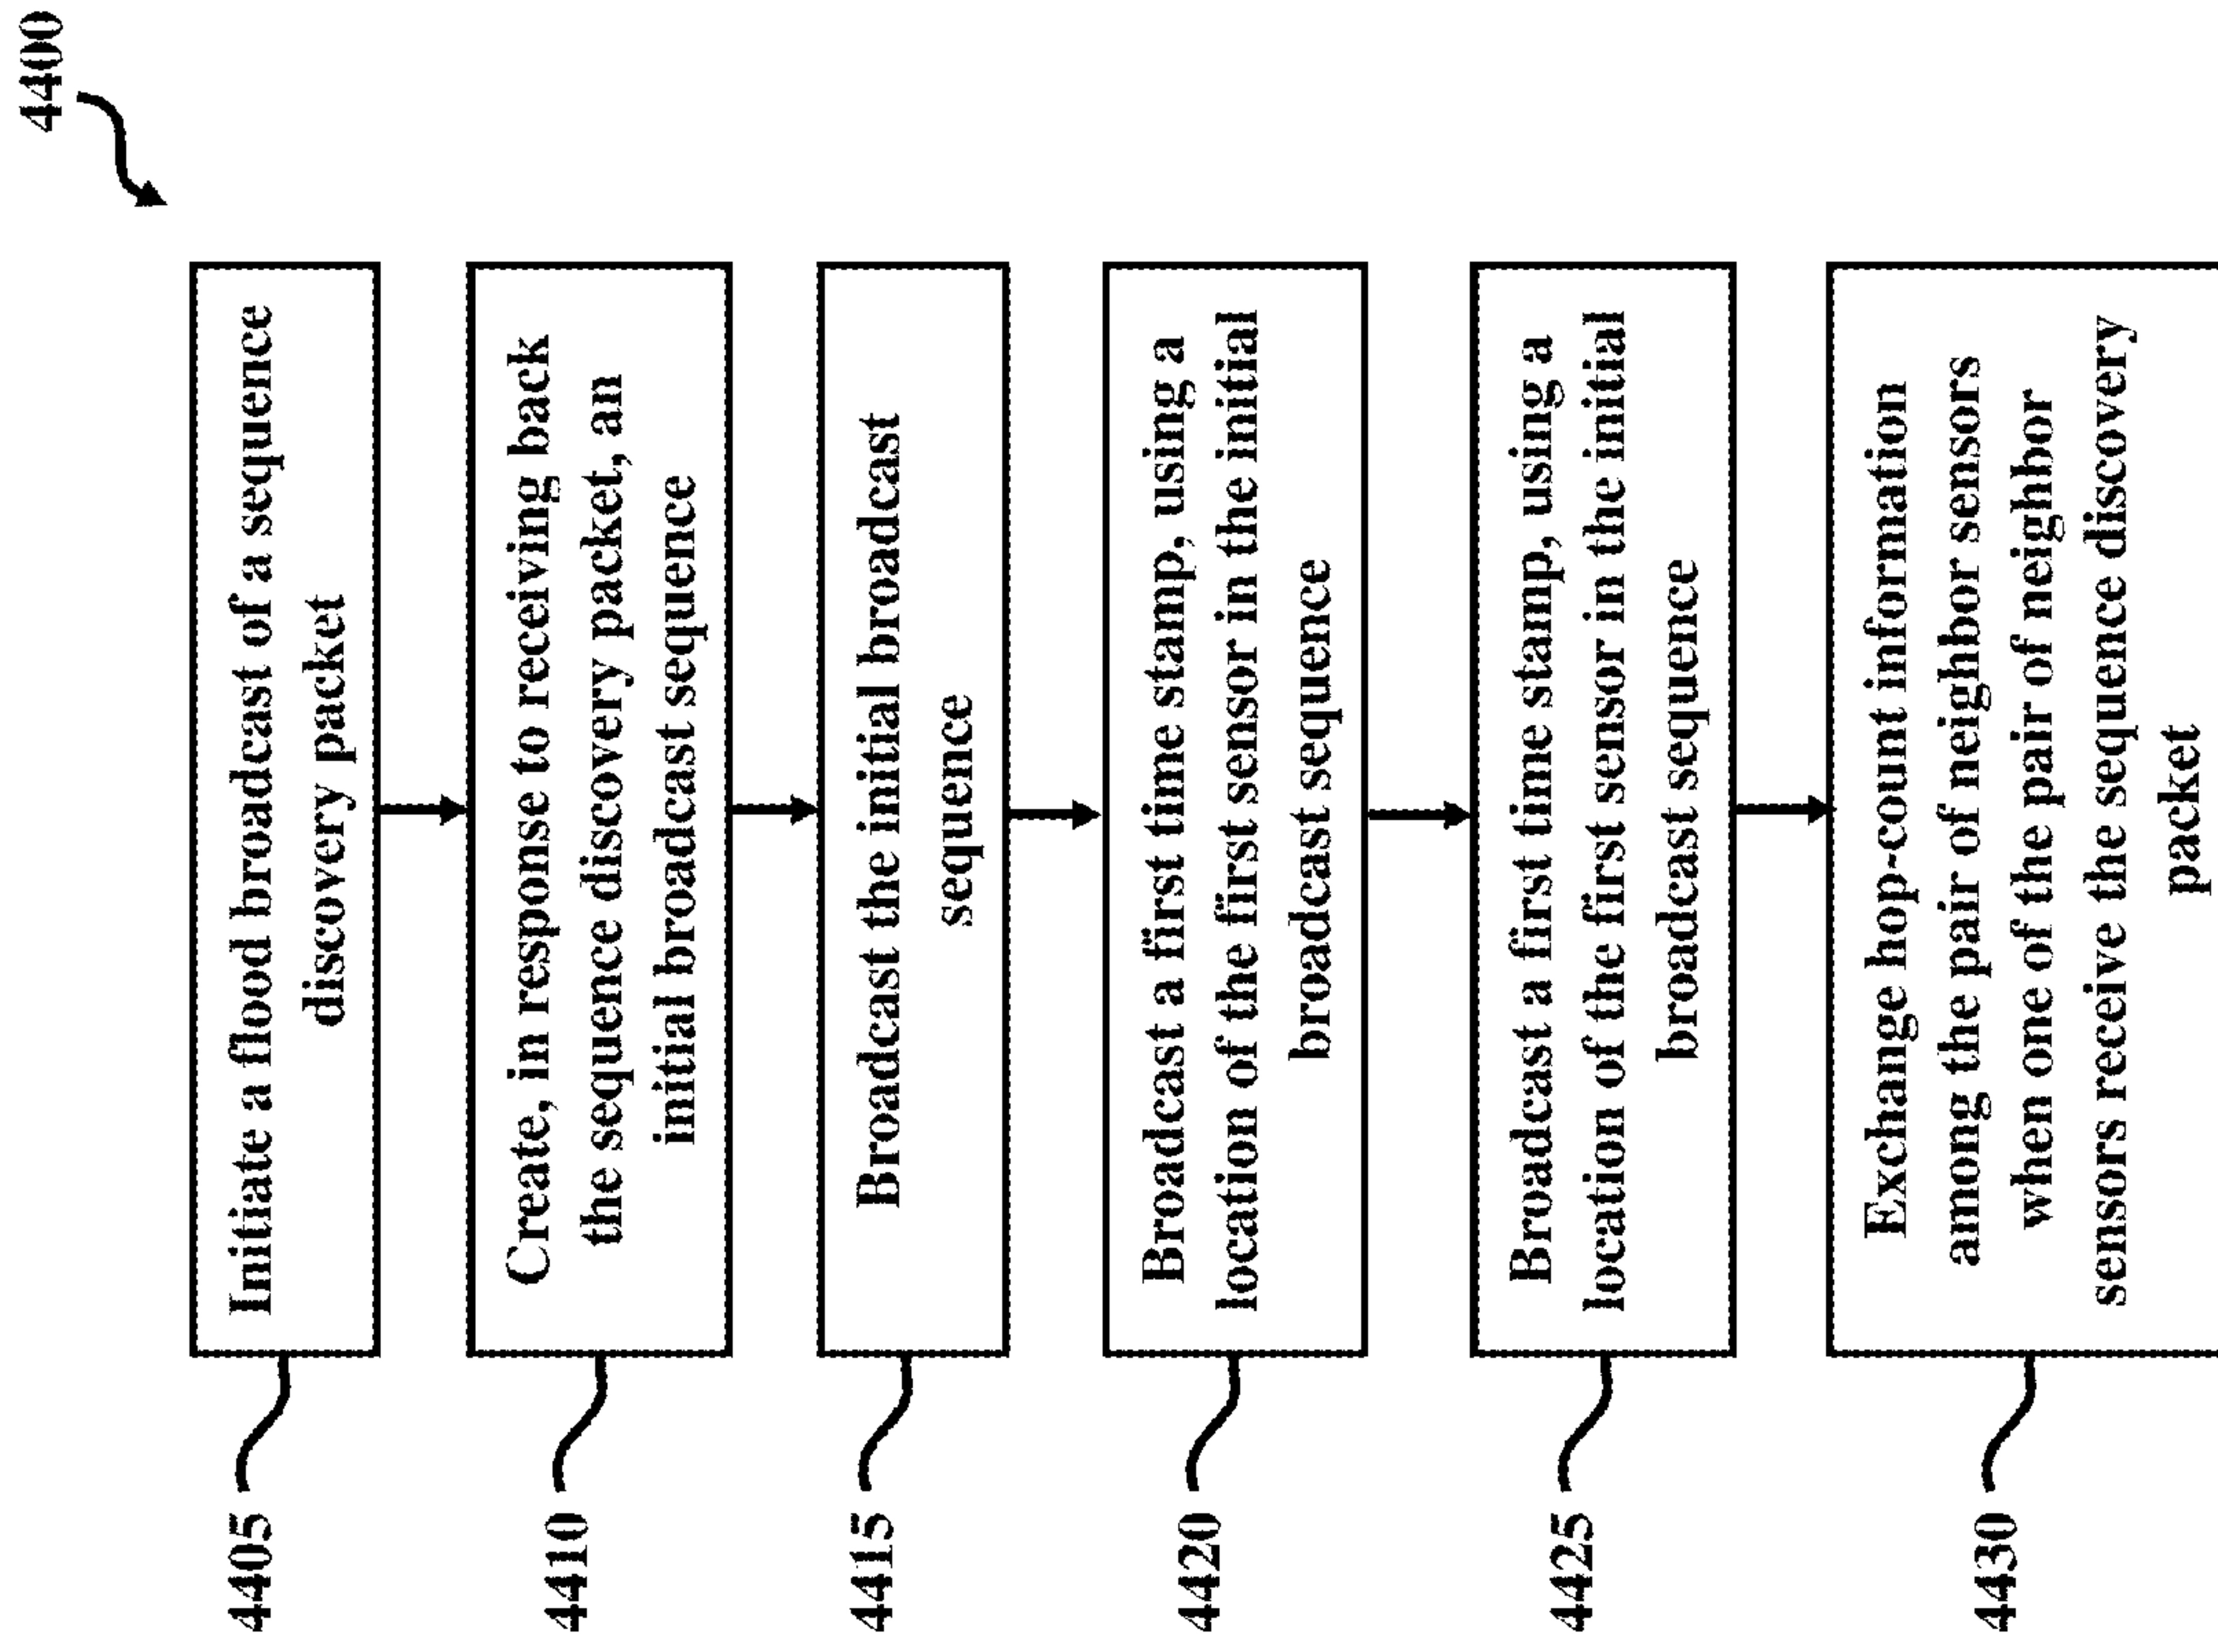 4400
4405
Initiate a flood broadcast of a sequence
discovery packet
4410
Create, in response to receiving back
the sequence discovery packet, an
initial broadcast sequence
4415
Broadcast the initial broadcast
sequence
4420
Broadcast a first time stamp, using a
location of the first sensor in the initial
broadcast sequence
4425
Broadcast a first time stamp, using a
location of the first sensor in the initial
broadcast sequence
4430
Exchange hop-count information
among the pair of neighbor sensors
when one of the pair of neighbor
sensors receive the sequence discovery
packet